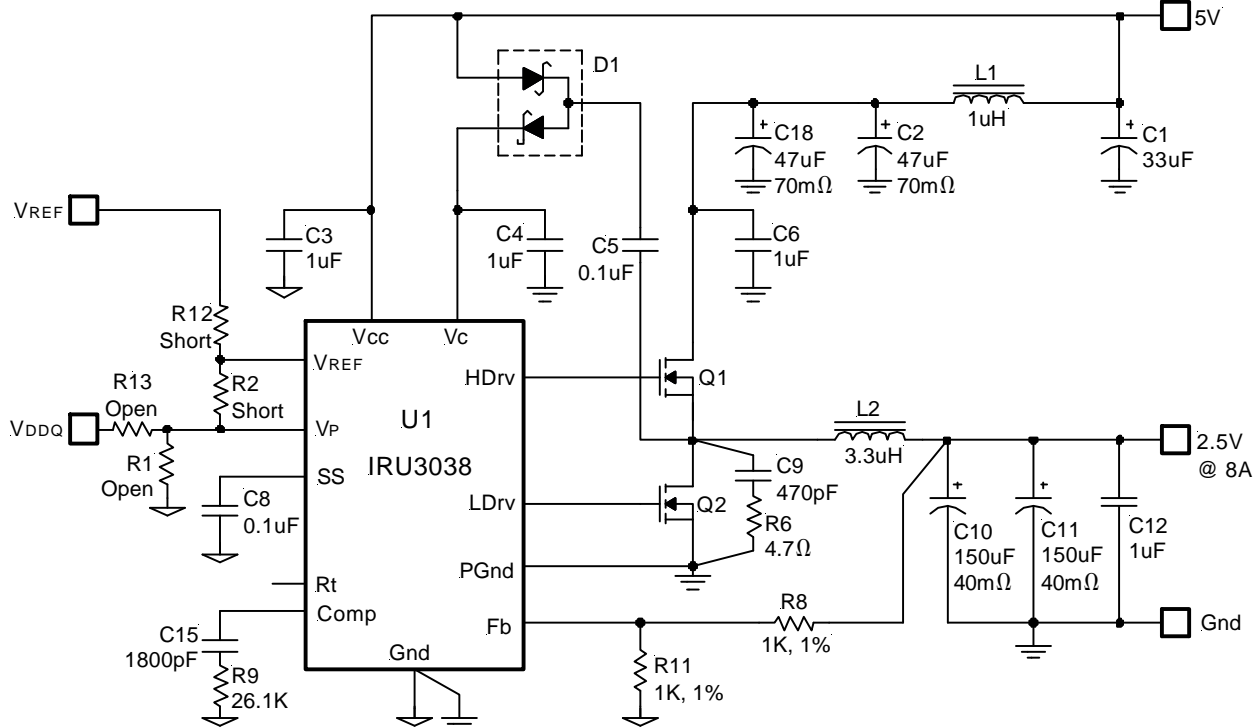 5V
D1
L1
1uH
C18
47uF
70mΩ
C2
47uF
70mΩ
C1
33uF
VREF
C3
1uF
C4
1uF
C5
0.1uF
C6
1uF
R12
Short
Vcc
Vc
VREF
HDrv
Q1
R13
Open
R2
Short
VDDQ
VP
U1
IRU3038
L2
3.3uH
2.5V
@ 8A
R1
Open
SS
C8
0.1uF
LDrv
Q2
C9
470pF
R6
4.7Ω
C10
150uF
40mΩ
C11
150uF
40mΩ
C12
1uF
Rt
PGnd
Comp
Fb
R8
1K, 1%
Gnd
C15
1800pF
R9
26.1K
Gnd
R11
1K, 1%